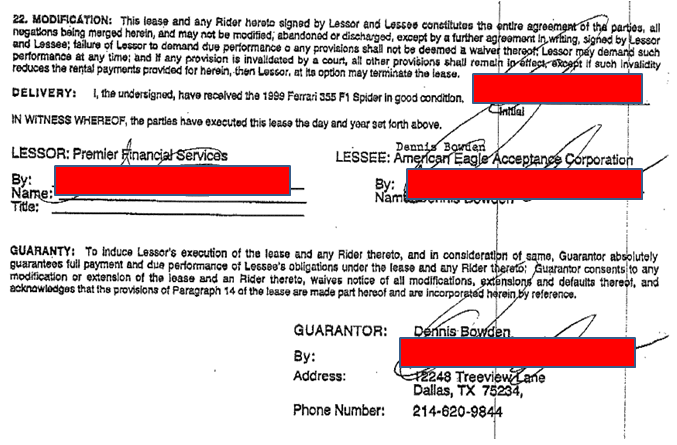 22. MODIFICATION: This lease and any Rider hereto signed by Lessor and Lessee constitutes the entire agreement of the parties, all
negations being merged herein, and may not be modified, abandoned or discharged, except by a further agreement in writing, signed by Lessor
and Lessee; failure of Lessor to demand due performance o any provisions shall not be deemed a waiver thereof, Lessor may demand such
performance at any time; and if any provision is invalidated by a court, all other provisions shall remain in effect, except if such invalidity
reduces the rental payments provided for herein, then Lessor, at its option may terminate the lease.
DELIVERY: I, the undersigned, have received the 1999 Ferrari 355 F1 Spider in good condition.
Initial
IN WITNESS WHEREOF, the parties have executed this lease the day and year set forth above.
Dennis Bowden
LESSOR: Premier Financial Services LESSEE: American Eagle Acceptance Corporation
By: By:
Name: Name: Dennis Bowden
Title:
GUARANTY: To induce Lessor's execution of the lease and any Rider thereto, and in consideration of same, Guarantor absolutely
guarantees full payment and due performance of Lessee's obligations under the lease and any Rider thereto; Guarantor consents to any
modification or extension of the lease and an Rider thereto, waives notice of all modifications, extensions and defaults thereof, and
acknowledges that the provisions of Paragraph 14 of the lease are made part hereof and are incorporated herein by reference.
GUARANTOR: Dennis Bowden
By:
Address: 12248 Treeview Lane
Dallas, TX 75234,
Phone Number: 214-620-9844